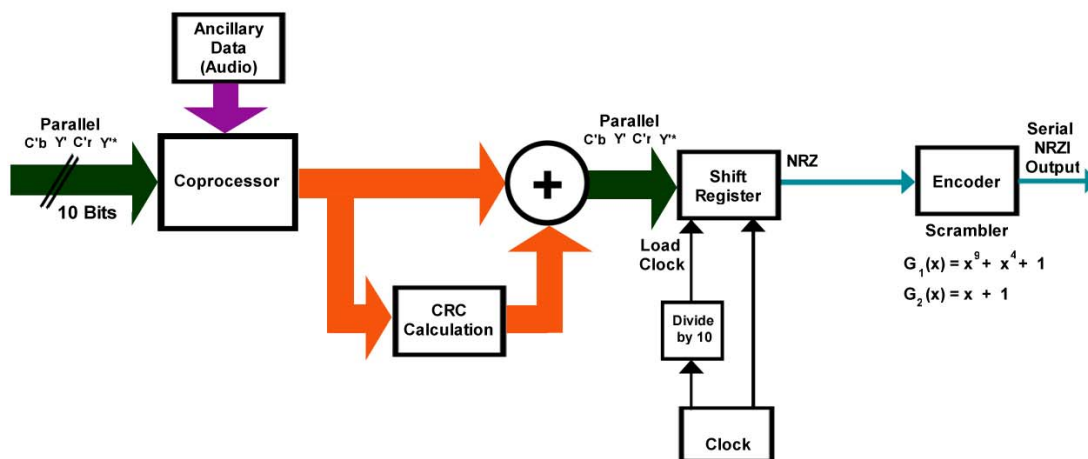 Ancillary
Data
(Audio)
Parallel
C'b Y' C'r Y'*
10 Bits
Coprocessor
+
CRC
Calculation
Parallel
C'b Y' C'r Y'*
Load
Clock
Shift
Register
Divide
by 10
Clock
NRZ
Encoder
Scrambler
G₁(x) = x⁹ + x⁴ + 1
G₂(x) = x + 1
Serial
NRZI
Output